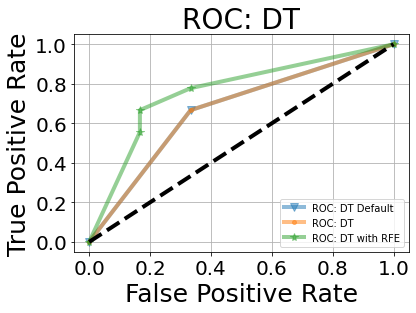 ROC: DT
True Positive Rate
1.0
0.8
0.6
0.4
0.2
0.0
ROC: DT Default
ROC: DT
ROC: DT with RFE
0.0 0.2 0.4 0.6 0.8 1.0
False Positive Rate